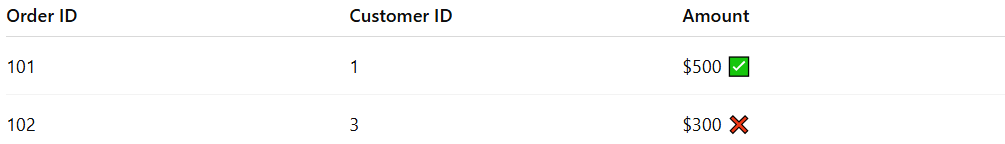 Order ID Customer ID Amount
101 1 $500 ✅
102 3 $300 ❌